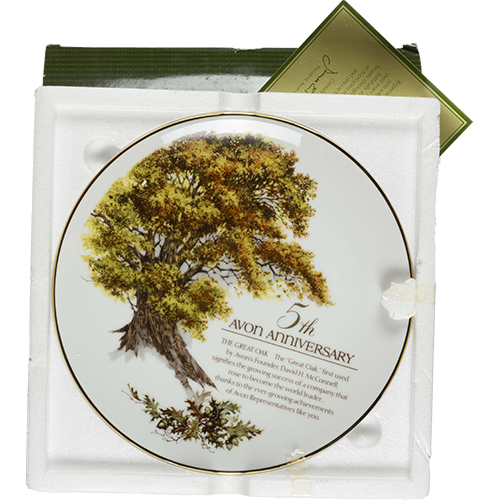 5th
AVON ANNIVERSARY
THE GREAT OAK The "Great Oak," first used
by Avon's Founder, David H. McConnell,
signifies the growing success of a company that
rose to become the world leader...
thanks to the ever-growing achievements
of Avon Representatives like you.